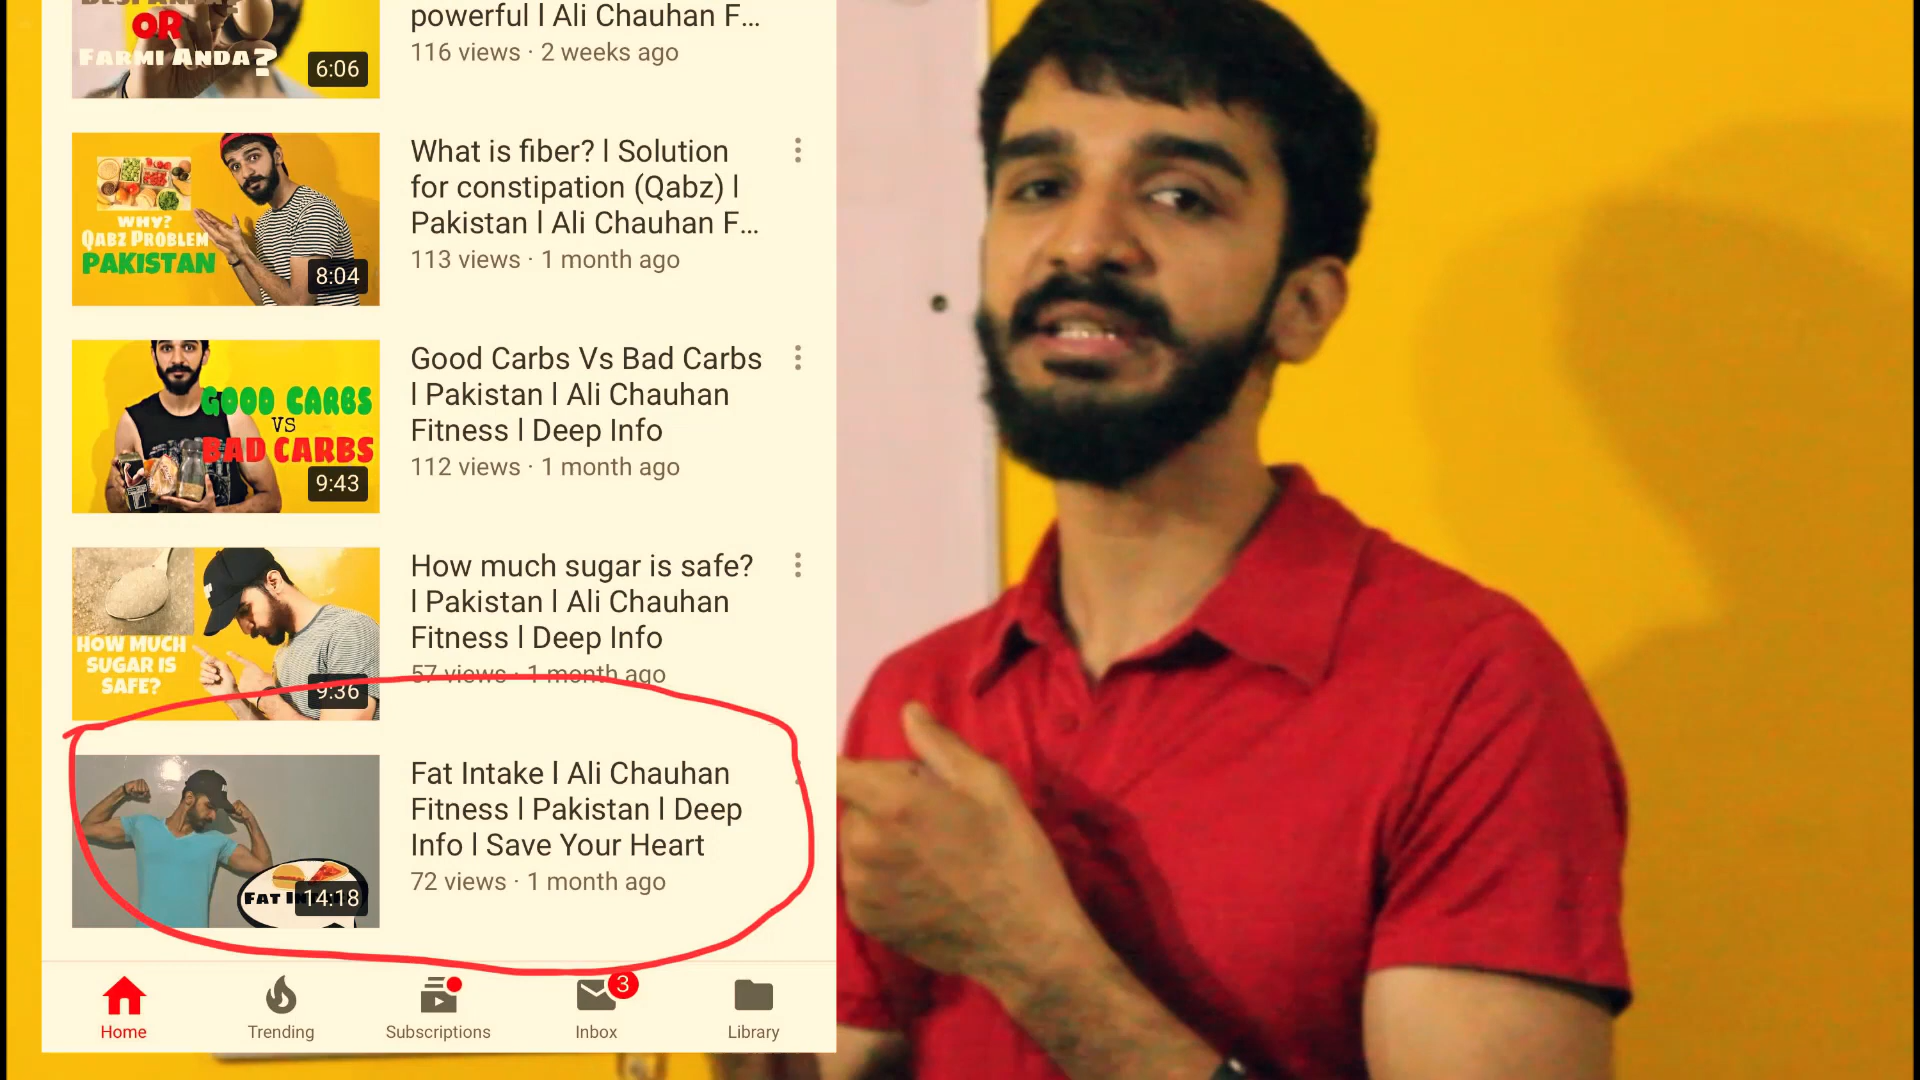 OR
FARMI ANDA?
6:06
powerful l Ali Chauhan F...
116 views · 2 weeks ago
WHY?
QABZ PROBLEM
PAKISTAN
8:04
What is fiber? l Solution
for constipation (Qabz) l
Pakistan l Ali Chauhan F...
113 views · 1 month ago
GOOD CARBS
VS
BAD CARBS
9:43
Good Carbs Vs Bad Carbs
l Pakistan l Ali Chauhan
Fitness l Deep Info
112 views · 1 month ago
HOW MUCH
SUGAR IS
SAFE?
9:36
How much sugar is safe?
l Pakistan l Ali Chauhan
Fitness l Deep Info
57 views · 1 month ago
FAT
14:18
Fat Intake l Ali Chauhan
Fitness l Pakistan l Deep
Info l Save Your Heart
72 views · 1 month ago
Home
Trending
Subscriptions
3
Inbox
Library